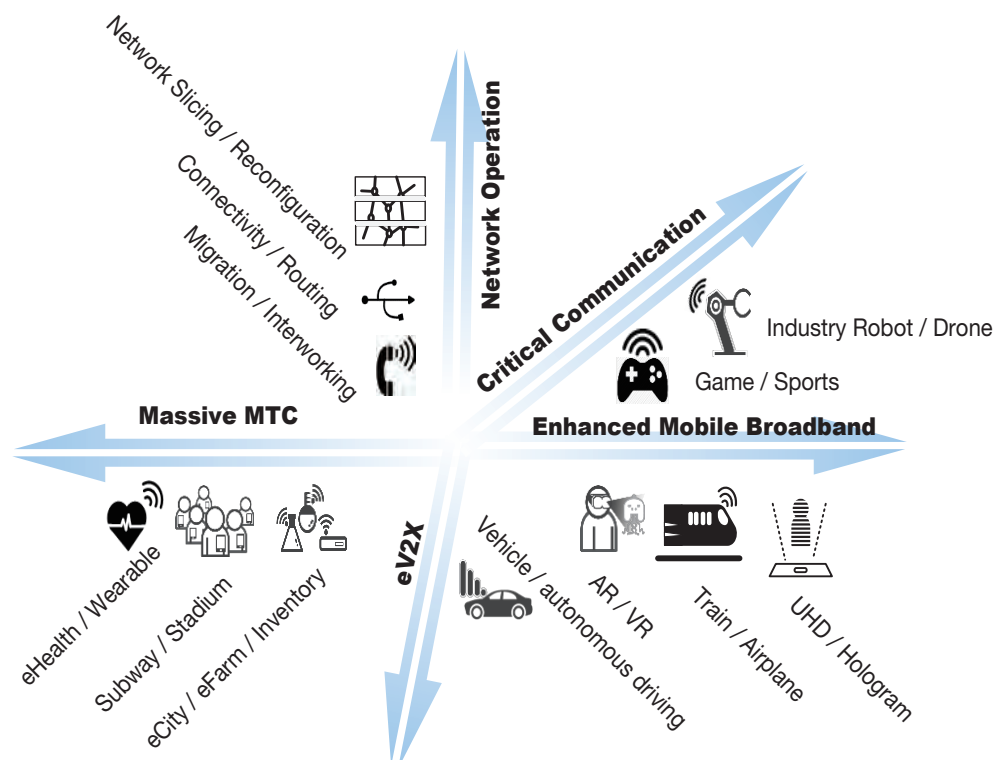 Network Slicing / Reconfiguration
Connectivity / Routing
Migration / Interworking
Network Operation
Critical Communication
Industry Robot / Drone
Game / Sports
Massive MTC
Enhanced Mobile Broadband
eHealth / Wearable
Subway / Stadium
eCity / eFarm / Inventory
E
eV2X
Vehicle / autonomous driving
AR / VR
Train / Airplane
UHD / Hologram